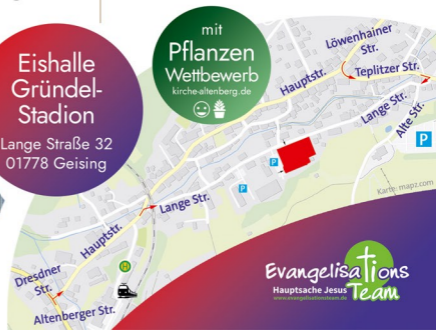 Eishalle
Gründel-
Stadion
Lange Straße 32
01778 Geising
mit
Pflanzen
Wettbewerb
kirche-altenberg.de
Löwenhainer
Str.
Teplitzer Str.
Hauptstr.
Lange Str.
Alte Str.
P
P
P
Karte: mapz.com
Lange Str.
Hauptstr.
Dresdner
Str.
Altenberger Str.
Evangelisations
Team
Hauptsache Jesus
www.evangelisationsteam.de